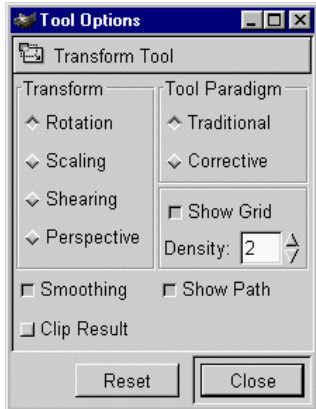 Tool Options
Transform Tool
Transform
Rotation
Scaling
Shearing
Perspective
Tool Paradigm
Traditional
Corrective
Show Grid
Density: 2
Smoothing
Show Path
Clip Result
Reset
Close